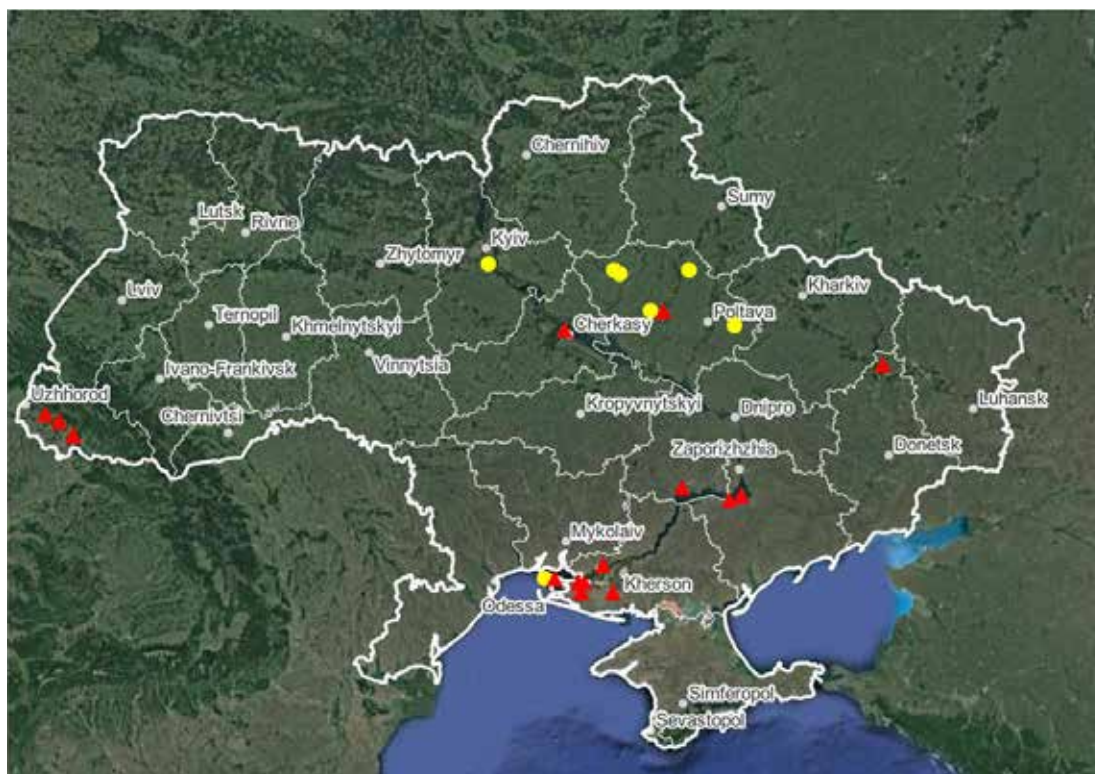 Chernihiv
Sumy
Lutsk
Rivne
Kyiv
Zhytomyr
Kharkiv
Lviv
Ternopil
Khmelnytskyi
Cherkasy
Poltava
Vinnytsia
Ivano-Frankivsk
Uzhhorod
Chernivtsi
Kropyvnytskyi
Dnipro
Luhansk
Zaporizhzhia
Donetsk
Mykolaiv
Kherson
Odessa
Simferopol
Sevastopol